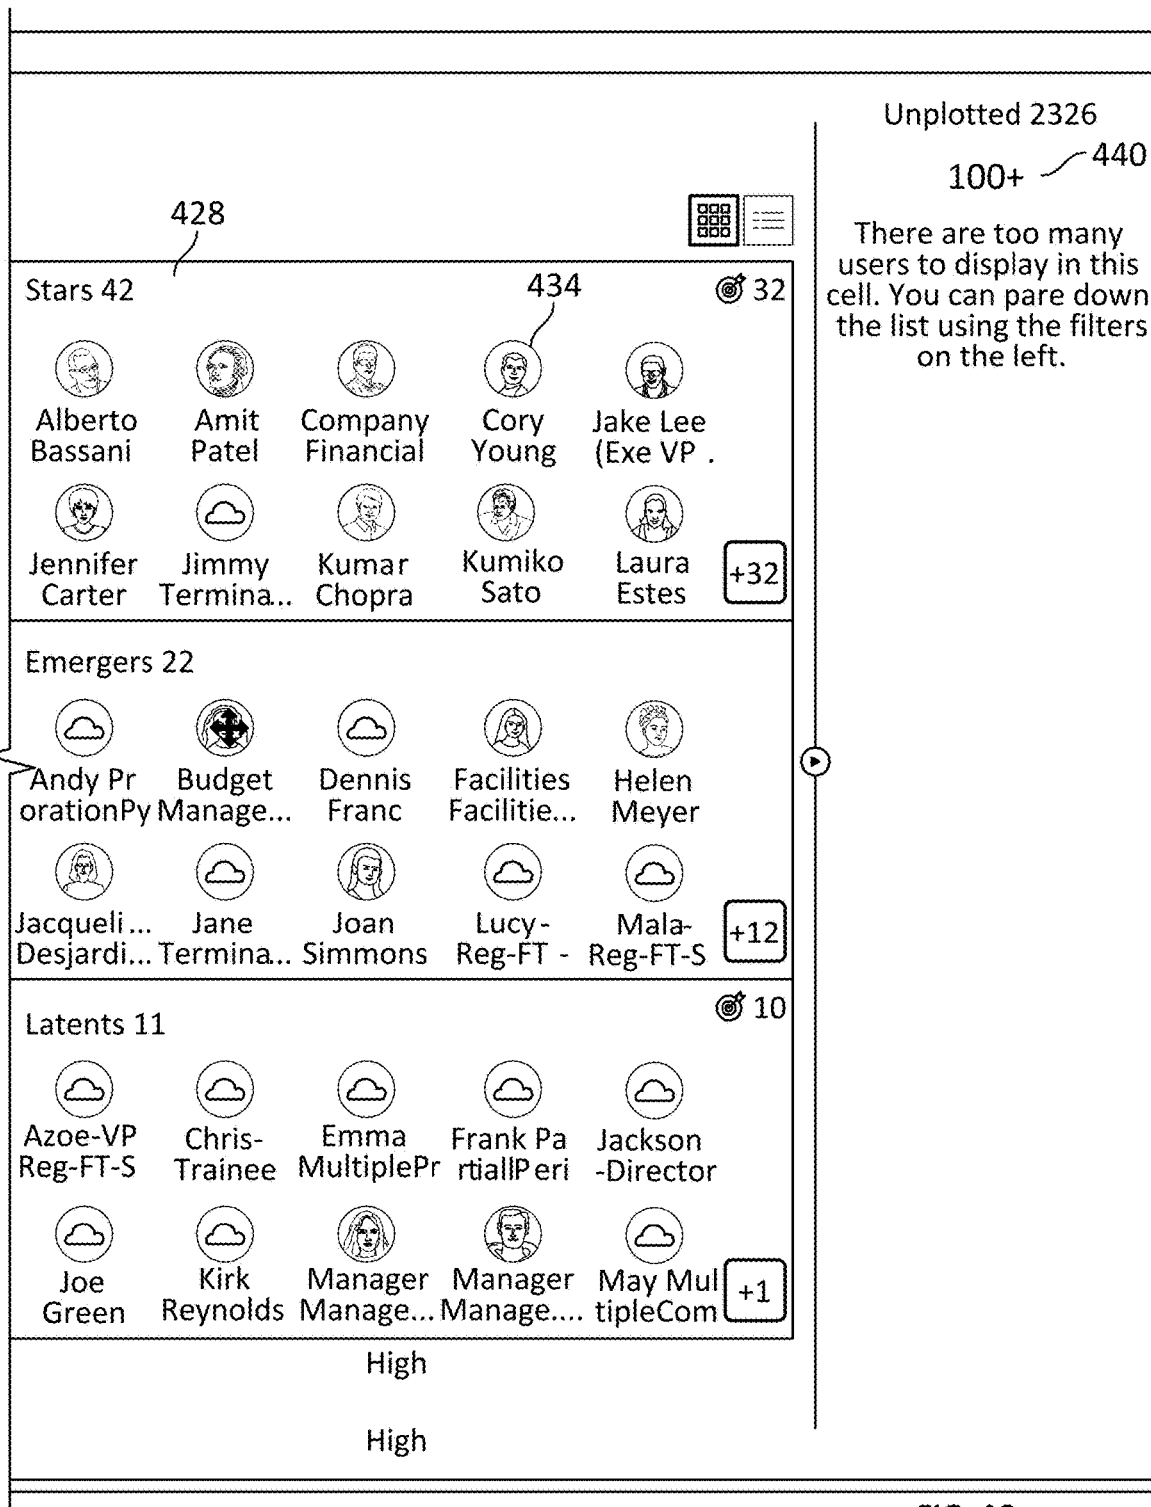 Unplotted 2326
100+
440
There are too many
users to display in this
cell. You can pare down
the list using the filters
on the left.
428
Stars 42
434
32
Alberto Bassani
Amit Patel
Company Financial
Cory Young
Jake Lee (Exe VP .
Jennifer Carter
Jimmy Termina...
Kumar Chopra
Kumiko Sato
Laura Estes
+32
Emergers 22
Andy Pr orationPy
Budget Manage...
Dennis Franc
Facilities Facilitie...
Helen Meyer
Jacqueli... Desjardi...
Jane Termina...
Joan Simmons
Lucy- Reg-FT -
Mala- Reg-FT-S
+12
Latents 11
10
Azoe-VP Reg-FT-S
Chris- Trainee
Emma MultiplePr
Frank Pa rtiallPeri
Jackson -Director
Joe Green
Kirk Reynolds
Manager Manage...
Manager Manage....
May Mul tipleCom
+1
High
High